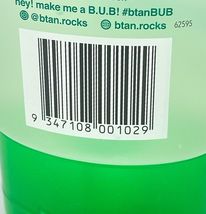 hey! make me a B.U.B! #btanBUB
@btan.rocks @btan.rocks
62595
9 347108 001029